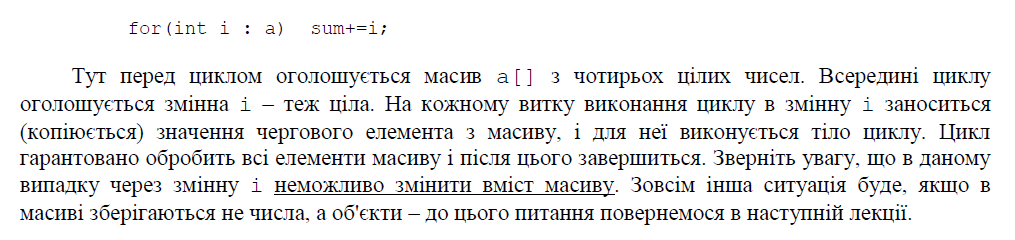 for(int i : a)  sum+=i;
Тут перед циклом оголошується масив a[] з чотирьох цілих чисел. Всередині циклу
оголошується змінна i – теж ціла. На кожному витку виконання циклу в змінну i заноситься
(копіюється) значення чергового елемента з масиву, і для неї виконується тіло циклу. Цикл
гарантовано обробить всі елементи масиву і після цього завершиться. Зверніть увагу, що в даному
випадку через змінну i неможливо змінити вміст масиву. Зовсім інша ситуація буде, якщо в
масиві зберігаються не числа, а об'єкти – до цього питання повернемося в наступній лекції.